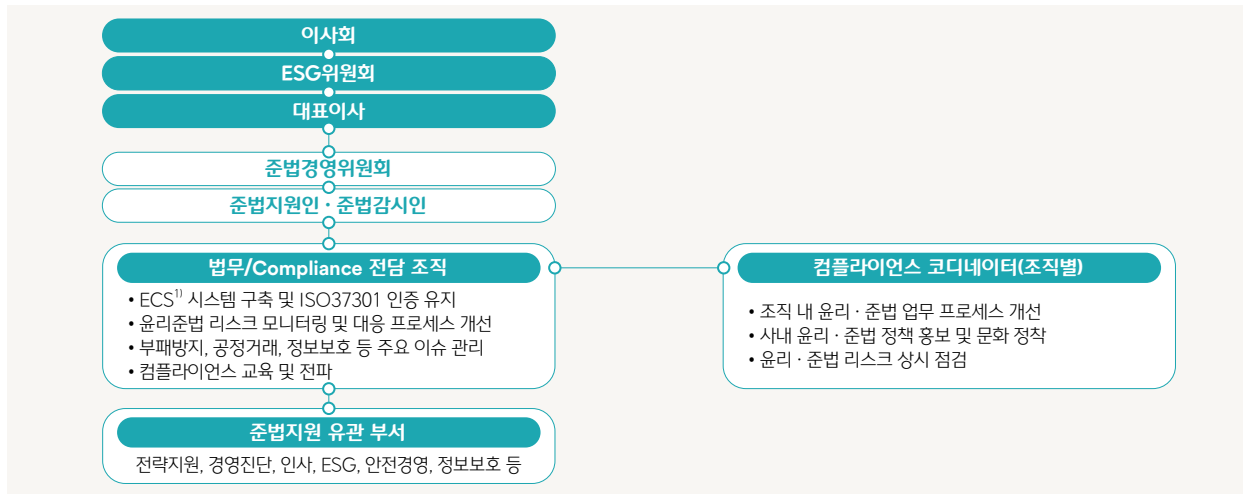 이사회
ESG위원회
대표이사
준법경영위원회
준법지원인 · 준법감시인
법무/Compliance 전담 조직
• ECS1) 시스템 구축 및 ISO37301 인증 유지
• 윤리준법 리스크 모니터링 및 대응 프로세스 개선
• 부패방지, 공정거래, 정보보호 등 주요 이슈 관리
• 컴플라이언스 교육 및 전파
컴플라이언스 코디네이터(조직별)
• 조직 내 윤리 · 준법 업무 프로세스 개선
• 사내 윤리 · 준법 정책 홍보 및 문화 정착
• 윤리 · 준법 리스크 상시 점검
준법지원 유관 부서
전략지원, 경영진단, 인사, ESG, 안전경영, 정보보호 등